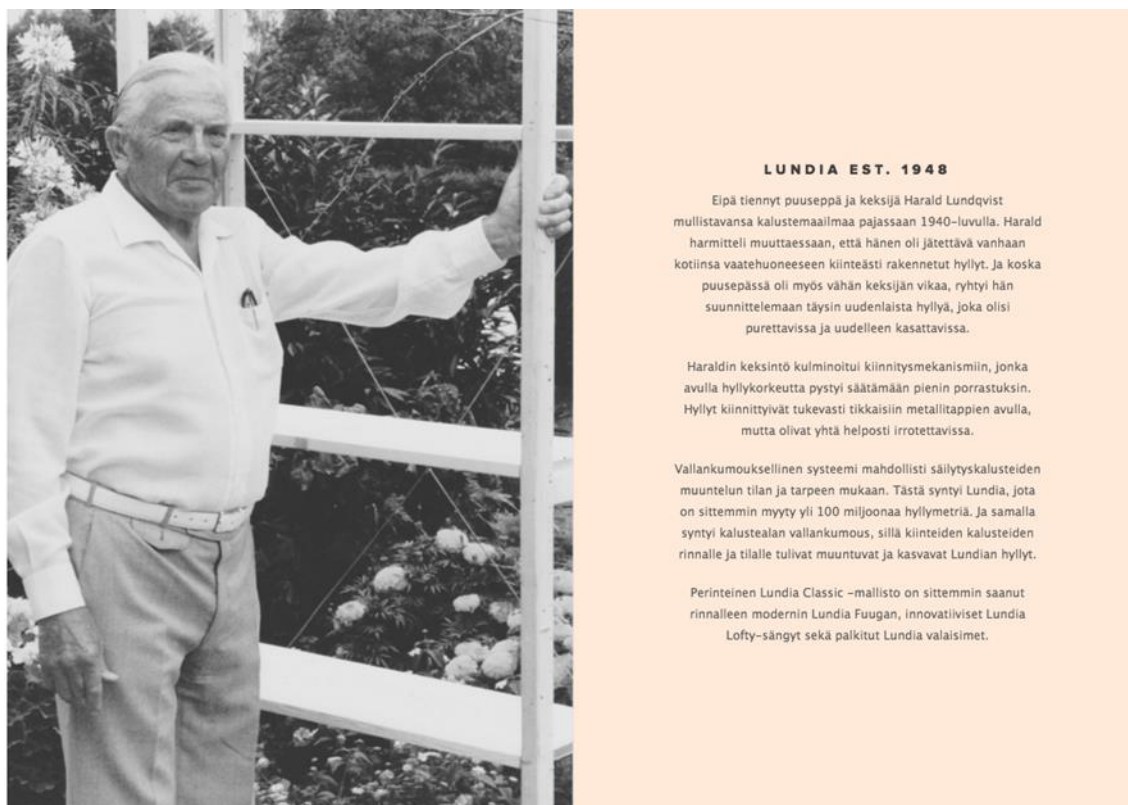 LUNDIA EST. 1948
Eipä tiennyt puuseppä ja keksijä Harald Lundqvist
mullistavansa kalustemaailmaa pajassaan 1940-luvulla. Harald
harmitteli muuttaessaan, että hänen oli jätettävä vanhaan
kotiinsa vaatehuoneeseen kiinteästi rakennetut hyllyt. Ja koska
puusepässä oli myös vähän keksijän vikaa, ryhtyi hän
suunnittelemaan täysin uudenlaista hyllyä, joka olisi
purettavissa ja uudelleen kasattavissa.
Haraldin keksintö kulminoitui kiinnitysmekanismiin, jonka
avulla hyllykorkeutta pystyi säätämään pienin porrastuksin.
Hyllyt kiinnittyivät tukevasti tikkaisiin metallitappien avulla,
mutta olivat yhtä helposti irrotettavissa.
Vallankumouksellinen systeemi mahdollisti säilytyskalusteiden
muuntelun tilan ja tarpeen mukaan. Tästä syntyi Lundia, jota
on sittemmin myyty yli 100 miljoonaa hyllymetriä. Ja samalla
syntyi kalustealan vallankumous, sillä kiinteiden kalusteiden
rinnalle ja tilalle tulivat muuntuvat ja kasvavat Lundian hyllyt.
Perinteinen Lundia Classic -mallisto on sittemmin saanut
rinnalleen modernin Lundia Fuugan, innovatiiviset Lundia
Lofty-sängyt sekä palkitut Lundia valaisimet.